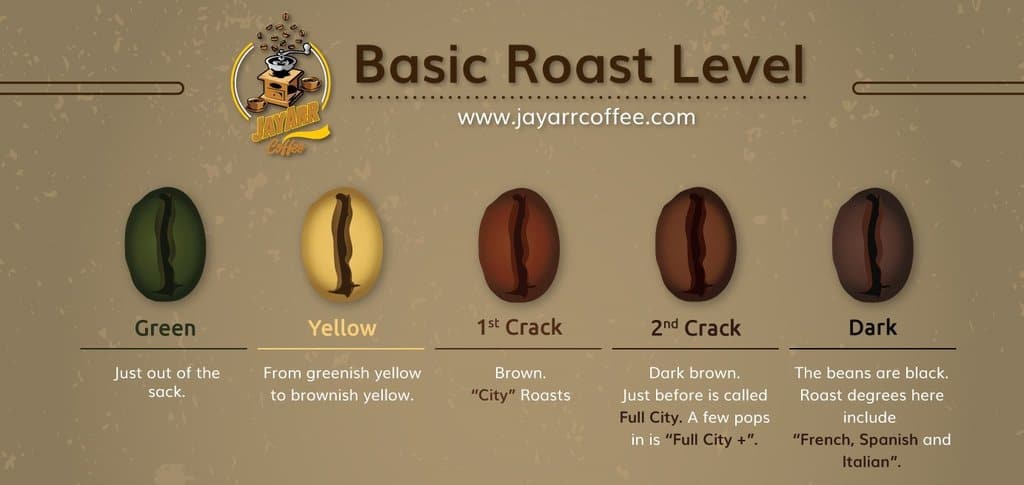 JAYARR
Coffee
Basic Roast Level
www.jayarrcoffee.com
Green
Just out of the
sack.
Yellow
From greenish yellow
to brownish yellow.
1st Crack
Brown.
“City” Roasts
2nd Crack
Dark brown.
Just before is called
Full City. A few pops
in is “Full City +”.
Dark
The beans are black.
Roast degrees here
include
“French, Spanish and
Italian”.